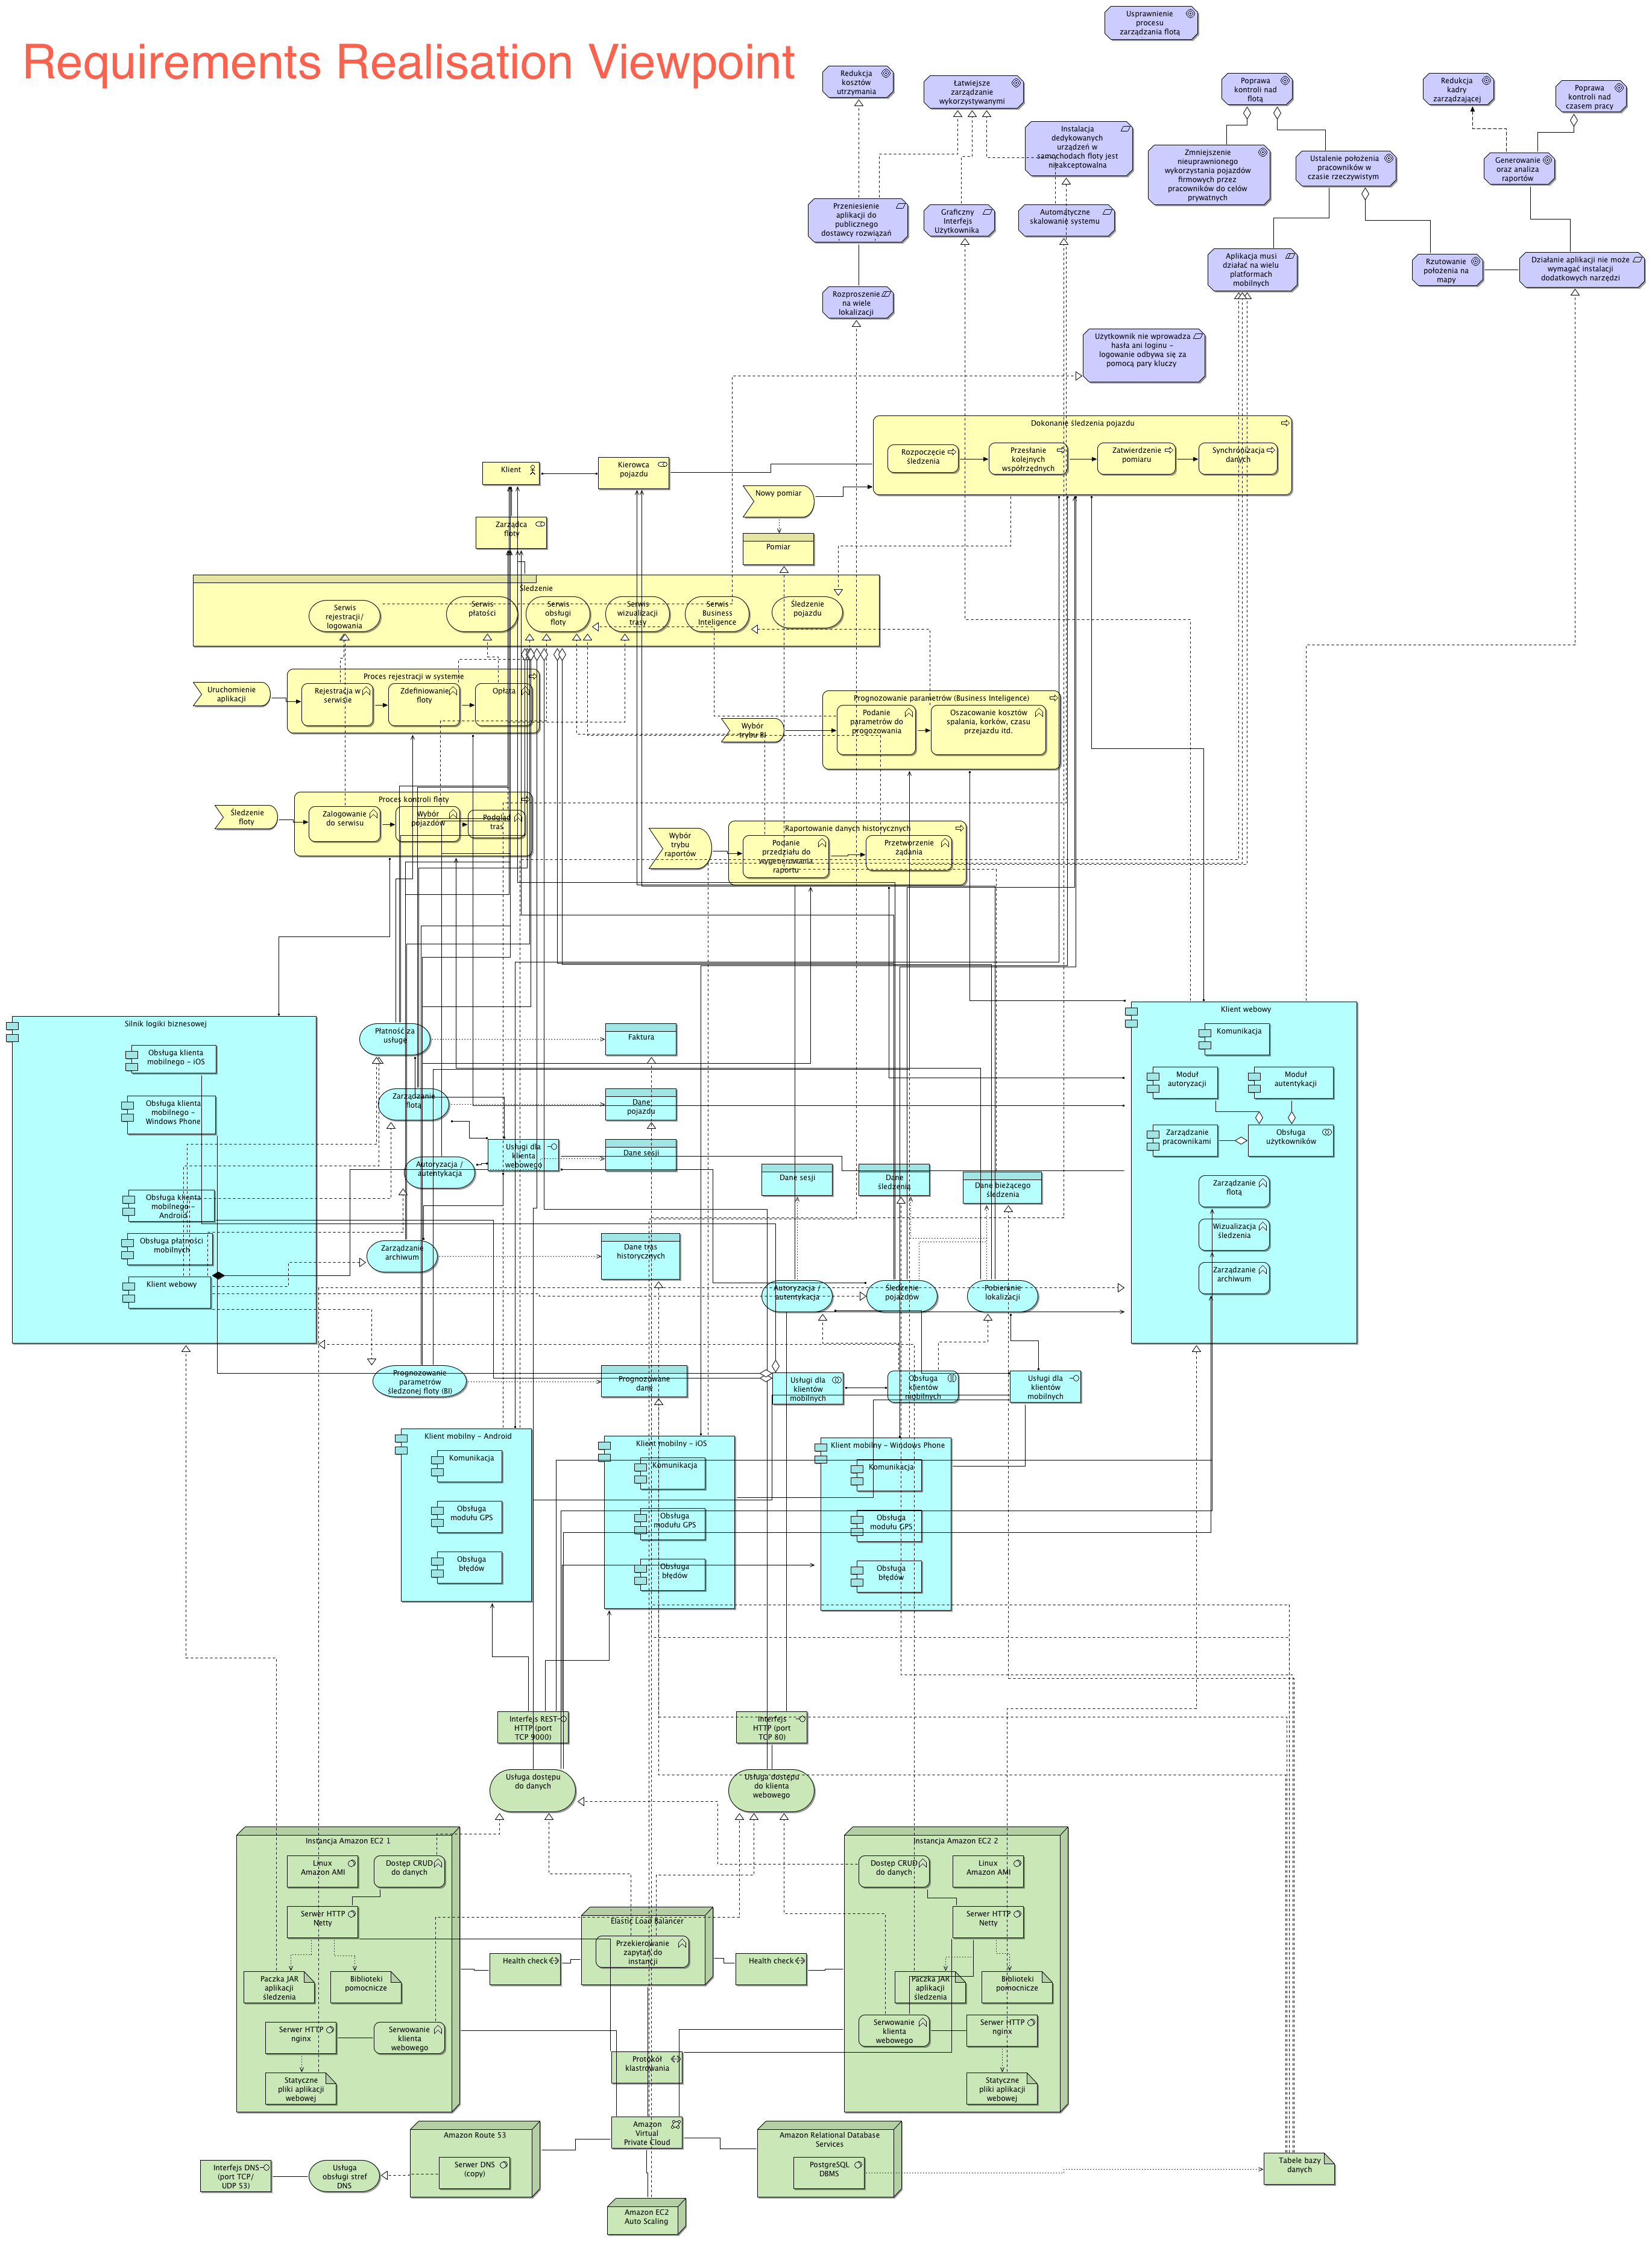 Requirements Realisation Viewpoint
Usprawnienie
procesu
zarządzania flotą
Redukcja
kosztów
utrzymania
Łatwiejsze
zarządzanie
wykorzystywanymi
Poprawa
kontroli nad
flotą
Redukcja
kadry
zarządzającej
Poprawa
kontroli nad
czasem pracy
Instalacja
dedykowanych
urządzeń w
samochodach floty jest
nieakceptowalna
Zmniejszenie
nieuprawnionego
wykorzystania pojazdów
firmowych przez
pracowników do celów
prywatnych
Ustalenie położenia
pracowników w
czasie rzeczywistym
Generowanie
oraz analiza
raportów
Przeniesienie
aplikacji do
publicznego
dostawcy rozwiązań
Graficzny
Interfejs
Użytkownika
Automatyczne
skalowanie systemu
Aplikacja musi
działać na wielu
platformach
mobilnych
Rzutowanie
położenia na
mapy
Działanie aplikacji nie może
wymagać instalacji
dodatkowych narzędzi
Rozproszenie
na wiele
lokalizacji
Użytkownik nie wprowadza
hasła ani loginu -
logowanie odbywa się za
pomocą pary kluczy
Dokonanie śledzenia pojazdu
Rozpoczęcie
śledzenia
Przesłanie
kolejnych
współrzędnych
Zatwierdzenie
pomiaru
Synchronizacja
danych
Klient
Kierowca
pojazdu
Nowy pomiar
Zarządca
floty
Pomiar
Śledzenie
Serwis
rejestracji/
logowania
Serwis
płatości
Serwis
obsługi
floty
Serwis
wizualizacji
trasy
Serwis
Business
Inteligence
Śledzenie
pojazdu
Uruchomienie
aplikacji
Proces rejestracji w systemie
Rejestracja w
serwisie
Zdefiniowanie
floty
Opłata
Wybór
trybu BI
Prognozowanie parametrów (Business Inteligence)
Podanie
parametrów do
progozowania
Oszacowanie kosztów
spalania, korków, czasu
przejazdu itd.
Śledzenie
floty
Proces kontroli floty
Zalogowanie
do serwisu
Wybór
pojazdów
Podgląd
tras
Wybór
trybu
raportów
Raportowanie danych historycznych
Podanie
przedziału do
wygenerowania
raportu
Przetworzenie
żądania
Silnik logiki biznesowej
Obsługa klienta
mobilnego - iOS
Obsługa klienta
mobilnego -
Windows Phone
Obsługa klienta
mobilnego -
Android
Obsługa płatności
mobilnych
Klient webowy
Płatność za
usługę
Faktura
Zarządzanie
flotą
Dane
pojazdu
Usługi dla
klienta
webowego
Dane sesji
Autoryzacja /
autentykacja
Zarządzanie
archiwum
Dane tras
historycznych
Prognozowanie
parametrów
śledzonej floty (BI)
Prognozowane
dane
Dane sesji
Dane
śledzenia
Dane bieżącego
śledzenia
Autoryzacja /
autentykacja
Śledzenie
pojazdów
Pobieranie
lokalizacji
Usługi dla
klientów
mobilnych
Obsługa
klientów
mobilnych
Usługi dla
klientów
mobilnych
Klient webowy
Komunikacja
Moduł
autoryzacji
Moduł
autentykacji
Zarządzanie
pracownikami
Obsługa
użytkowników
Zarządzanie
flotą
Wizualizacja
śledzenia
Zarządzanie
archiwum
Klient mobilny - Android
Komunikacja
Obsługa
modułu GPS
Obsługa
błędów
Klient mobilny - iOS
Komunikacja
Obsługa
modułu GPS
Obsługa
błędów
Klient mobilny - Windows Phone
Komunikacja
Obsługa
modułu GPS
Obsługa
błędów
Interfejs REST
HTTP (port
TCP 9000)
Interfejs
HTTP (port
TCP 80)
Usługa dostępu
do danych
Usługa dostępu
do klienta
webowego
Instancja Amazon EC2 1
Linux
Amazon AMI
Dostęp CRUD
do danych
Serwer HTTP
Netty
Paczka JAR
aplikacji
śledzenia
Biblioteki
pomocnicze
Serwer HTTP
nginx
Serwowanie
klienta
webowego
Statyczne
pliki aplikacji
webowej
Health check
Elastic Load Balancer
Przekierowanie
zapytań do
instancji
Health check
Instancja Amazon EC2 2
Dostęp CRUD
do danych
Linux
Amazon AMI
Serwer HTTP
Netty
Paczka JAR
aplikacji
śledzenia
Biblioteki
pomocnicze
Serwowanie
klienta
webowego
Serwer HTTP
nginx
Statyczne
pliki aplikacji
webowej
Protokół
klastrowania
Amazon
Virtual
Private Cloud
Amazon Route 53
Serwer DNS
(copy)
Interfejs DNS
(port TCP/
UDP 53)
Usługa
obsługi stref
DNS
Amazon Relational Database
Services
PostgreSQL
DBMS
Tabele bazy
danych
Amazon EC2
Auto Scaling